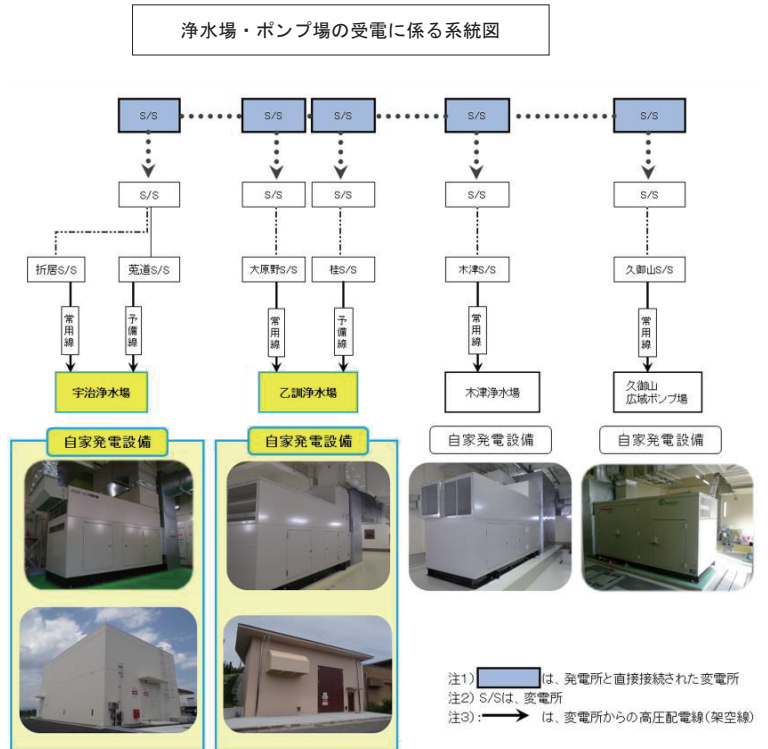 浄水場・ポンプ場の受電に係る系統図
S/S
S/S
S/S
S/S
S/S
S/S
S/S
S/S
S/S
S/S
折居S/S
莵道S/S
大原野S/S
桂S/S
木津S/S
久御山S/S
常用線
予備線
常用線
予備線
常用線
常用線
宇治浄水場
乙訓浄水場
木津浄水場
久御山
広域ポンプ場
自家発電設備
自家発電設備
自家発電設備
自家発電設備
注1) は、発電所と直接接続された変電所
注2) S/Sは、変電所
注3): は、変電所からの高圧配電線(架空線)